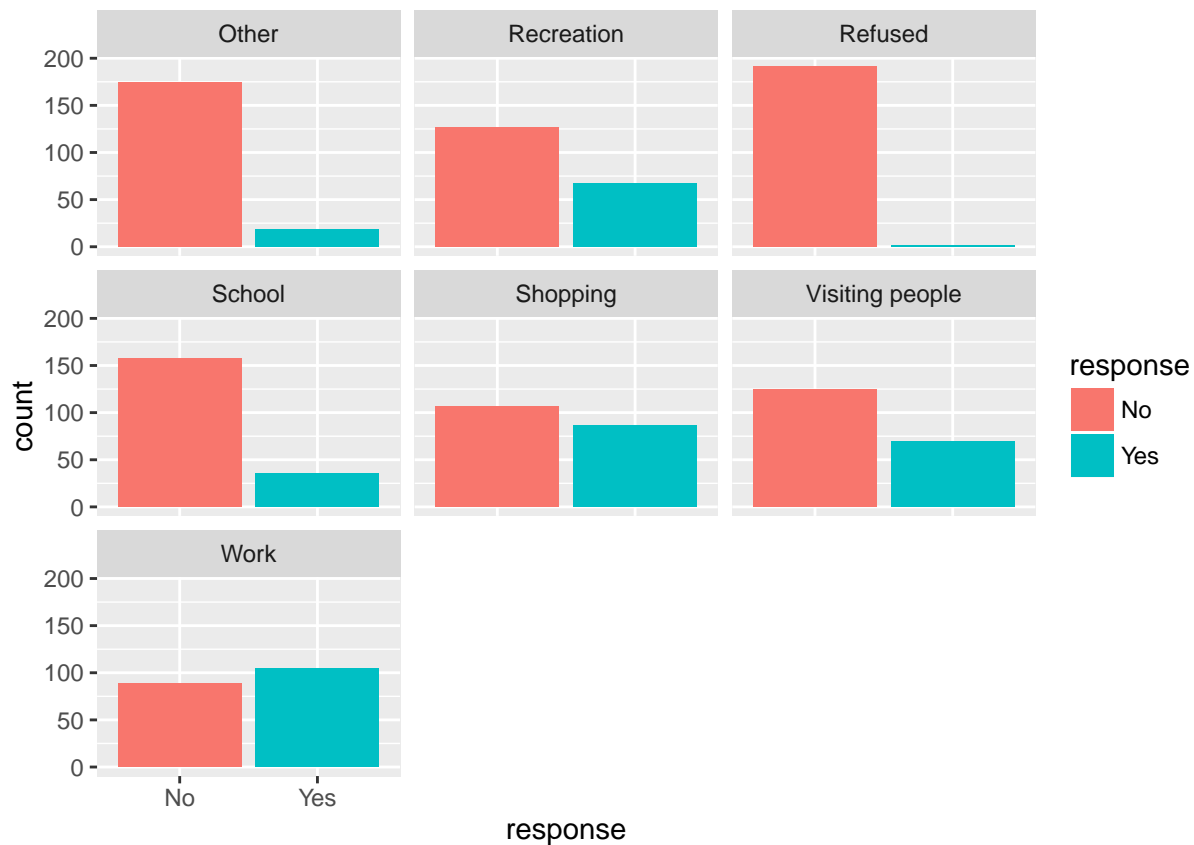 Other Recreation Refused
200
150
100
50
0
School Shopping Visiting people
200
150
100
50
0
count
response
No
Yes
Work
200
150
100
50
0
No Yes
response